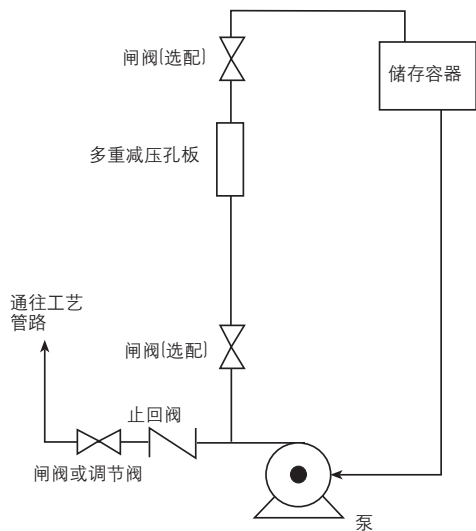 闸阀(选配)
储存容器
多重减压孔板
通往工艺
管路
闸阀(选配)
止回阀
闸阀或调节阀
泵